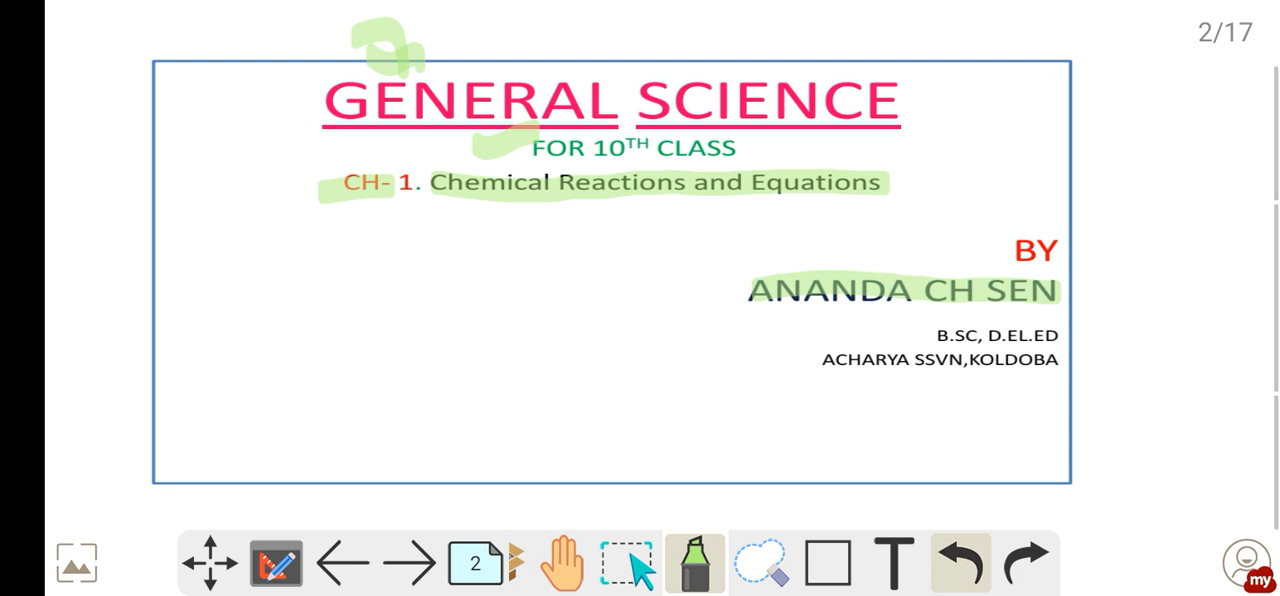 2/17
GENERAL SCIENCE
FOR 10TH CLASS
CH- 1. Chemical Reactions and Equations
BY
ANANDA CH SEN
B.SC, D.EL.ED
ACHARYA SSVN,KOLDOBA
2
T
my